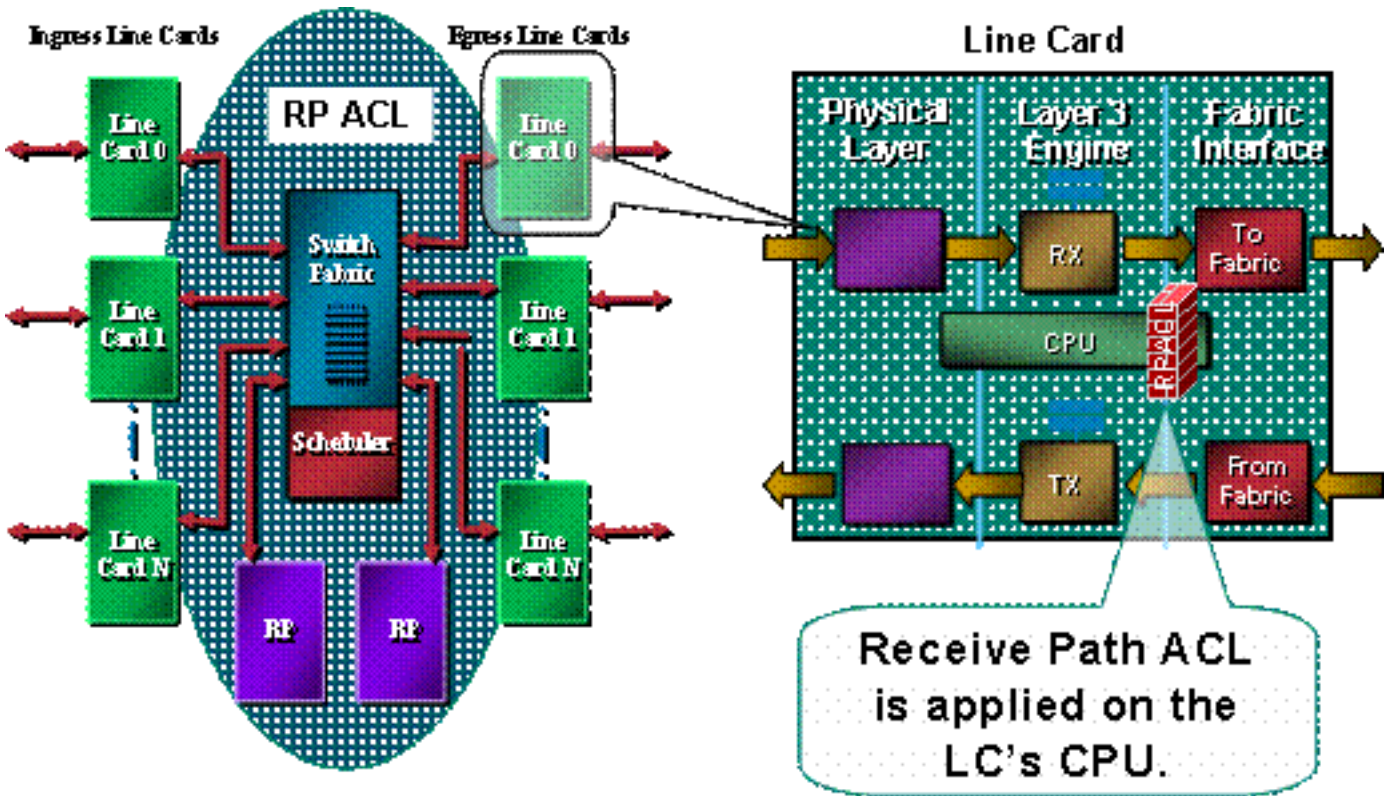 Ingress Line Cards
Egress Line Cards
RP ACL
Line
Card 0
Line
Card 1
Line
Card N
Switch
Fabric
Scheduler
RP
RP
Line
Card 0
Line
Card 1
Line
Card N
Line Card
Physical
Layer
Layer 3
Engine
Fabric
Interface
RX
To
Fabric
CPU
RPACL
TX
From
Fabric
Receive Path ACL
is applied on the
LC's CPU.